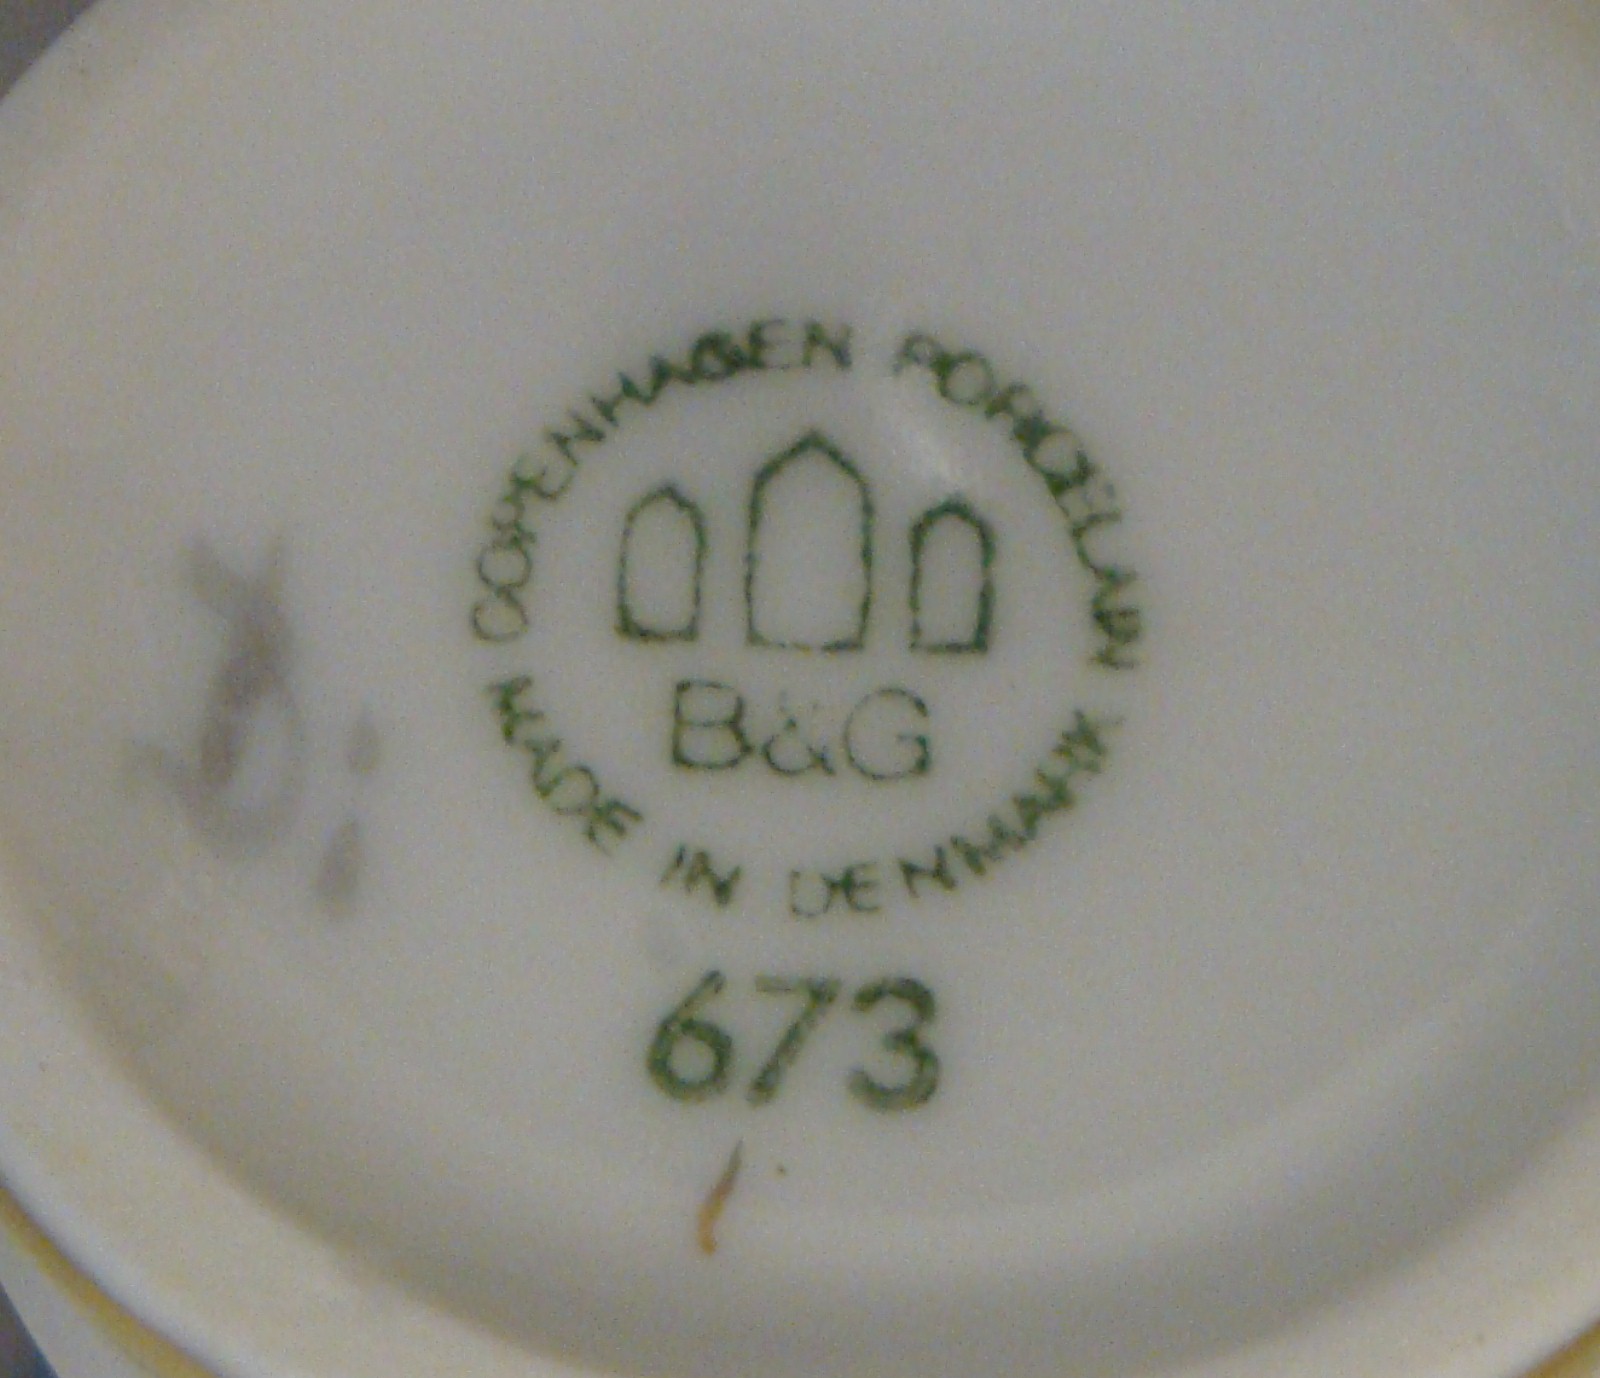 COPENHAGEN PORCELAIN
B&G
MADE IN DENMARK
673